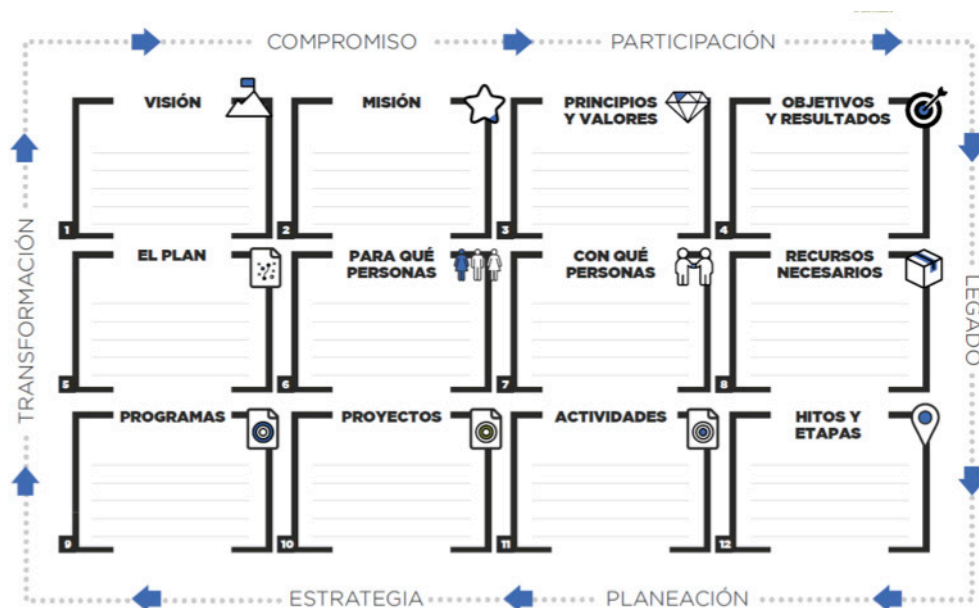 COMPROMISO
PARTICIPACIÓN
VISIÓN
MISIÓN
PRINCIPIOS
Y VALORES
OBJETIVOS
Y RESULTADOS
1
2
3
4
TRANSFORMACIÓN
LEGADO
EL PLAN
PARA QUÉ
PERSONAS
CON QUÉ
PERSONAS
RECURSOS
NECESARIOS
5
6
7
8
PROGRAMAS
PROYECTOS
ACTIVIDADES
HITOS Y
ETAPAS
9
10
11
12
ESTRATEGIA
PLANEACIÓN